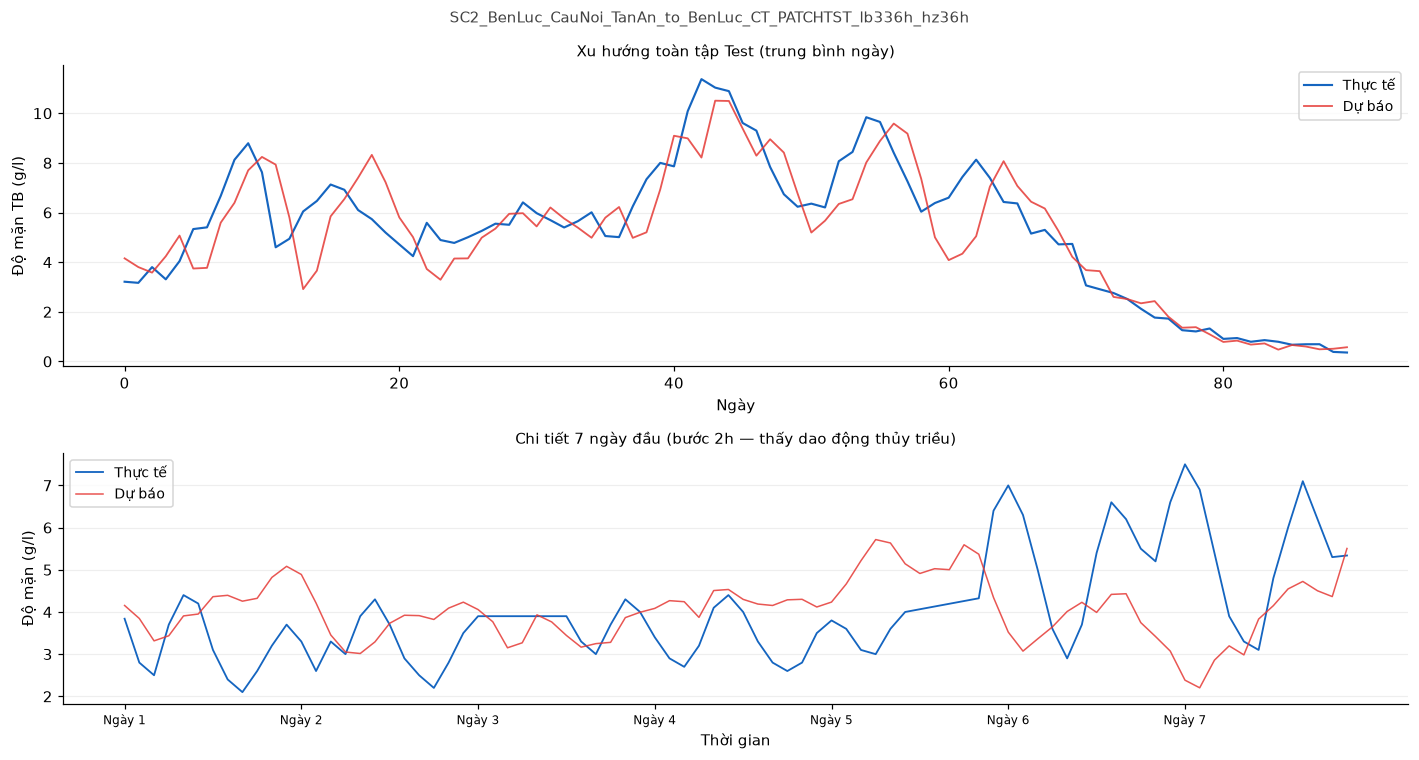 SC2_BenLuc_CauNoi_TanAn_to_BenLuc_CT_PATCHTST_lb336h_hz36h
Xu hướng toàn tập Test (trung bình ngày)
Độ mặn TB (g/l)
10
8
6
4
2
0
Thực tế
Dự báo
0 20 40 60 80
Ngày
Chi tiết 7 ngày đầu (bước 2h — thấy dao động thủy triều)
Độ mặn (g/l)
7
6
5
4
3
2
Thực tế
Dự báo
Ngày 1 Ngày 2 Ngày 3 Ngày 4 Ngày 5 Ngày 6 Ngày 7
Thời gian